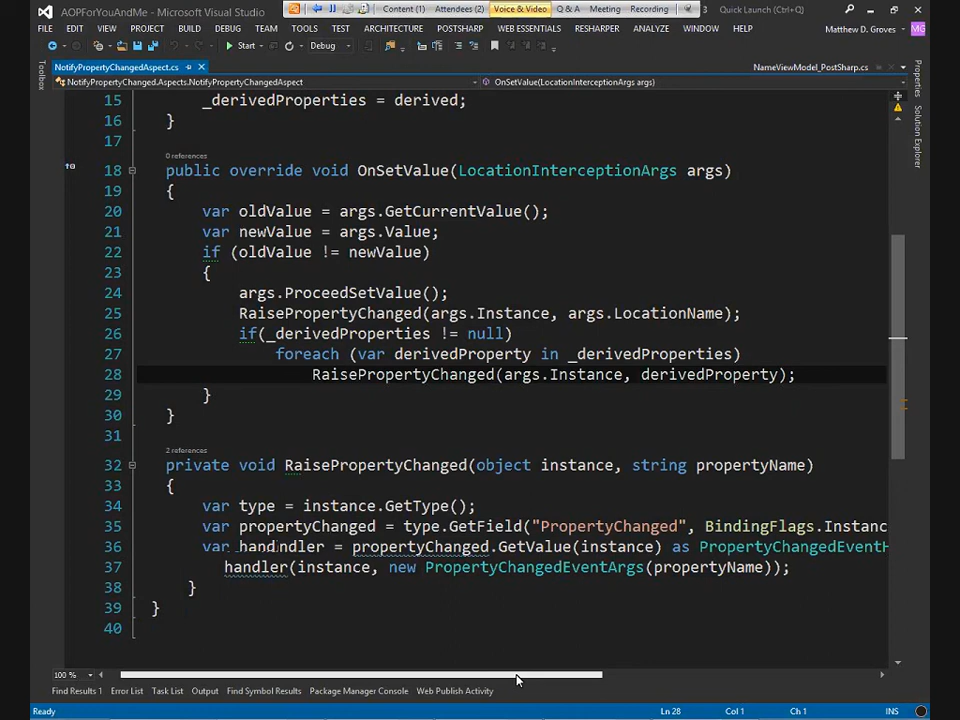 AOPForYouAndMe - Microsoft Visual Studio
Content (1) Attendees (2) Voice & Video Q & A Meeting Recording
3 Quick Launch (Ctrl+Q)
FILE EDIT VIEW PROJECT BUILD DEBUG TEAM TOOLS TEST ARCHITECTURE POSTSHARP WEB ESSENTIALS RESHARPER ANALYZE WINDOW HELP Matthew D. Groves MG
Start Debug
NotifyPropertyChangedAspect.cs NameViewModel_PostSharp.cs
NotifyPropertyChanged.Aspects.NotifyPropertyChangedAspect OnSetValue(LocationInterceptionArgs args)
Toolbox
Properties
Solution Explorer
15 _derivedProperties = derived;
16 }
17
0 references
18 public override void OnSetValue(LocationInterceptionArgs args)
19 {
20 var oldValue = args.GetCurrentValue();
21 var newValue = args.Value;
22 if (oldValue != newValue)
23 {
24 args.ProceedSetValue();
25 RaisePropertyChanged(args.Instance, args.LocationName);
26 if(_derivedProperties != null)
27 foreach (var derivedProperty in _derivedProperties)
28 RaisePropertyChanged(args.Instance, derivedProperty);
29 }
30 }
31
2 references
32 private void RaisePropertyChanged(object instance, string propertyName)
33 {
34 var type = instance.GetType();
35 var propertyChanged = type.GetField("PropertyChanged", BindingFlags.Instanc
36 var handler = propertyChanged.GetValue(instance) as PropertyChangedEventH
37 handler(instance, new PropertyChangedEventArgs(propertyName));
38 }
39 }
40
100 %
Find Results 1 Error List Task List Output Find Symbol Results Package Manager Console Web Publish Activity
Ready Ln 28 Col 1 Ch 1 INS